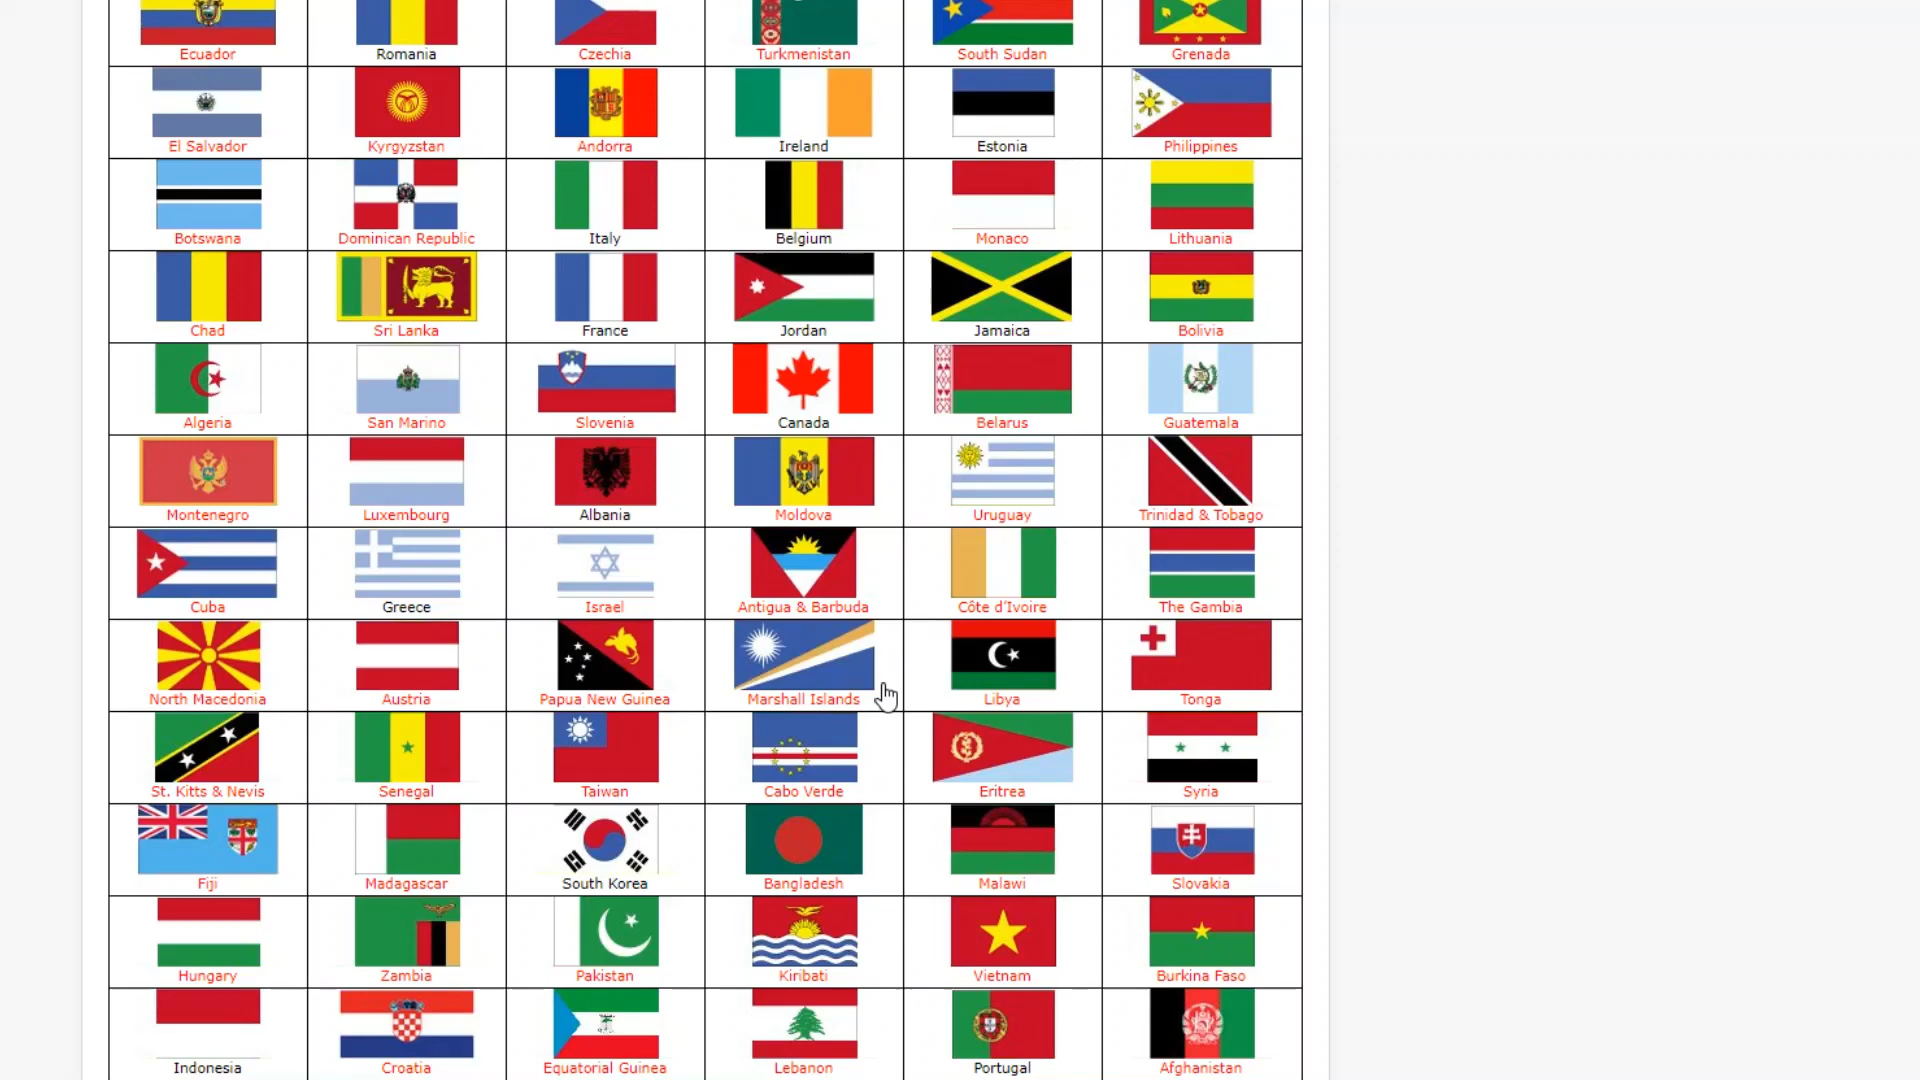 Ecuador
Romania
Czechia
Turkmenistan
South Sudan
Grenada
El Salvador
Kyrgyzstan
Andorra
Ireland
Estonia
Philippines
Botswana
Dominican Republic
Italy
Belgium
Monaco
Lithuania
Chad
Sri Lanka
France
Jordan
Jamaica
Bolivia
Algeria
San Marino
Slovenia
Canada
Belarus
Guatemala
Montenegro
Luxembourg
Albania
Moldova
Uruguay
Trinidad & Tobago
Cuba
Greece
Israel
Antigua & Barbuda
Côte d'Ivoire
The Gambia
North Macedonia
Austria
Papua New Guinea
Marshall Islands
Libya
Tonga
St. Kitts & Nevis
Senegal
Taiwan
Cabo Verde
Eritrea
Syria
Fiji
Madagascar
South Korea
Bangladesh
Malawi
Slovakia
Hungary
Zambia
Pakistan
Kiribati
Vietnam
Burkina Faso
Indonesia
Croatia
Equatorial Guinea
Lebanon
Portugal
Afghanistan